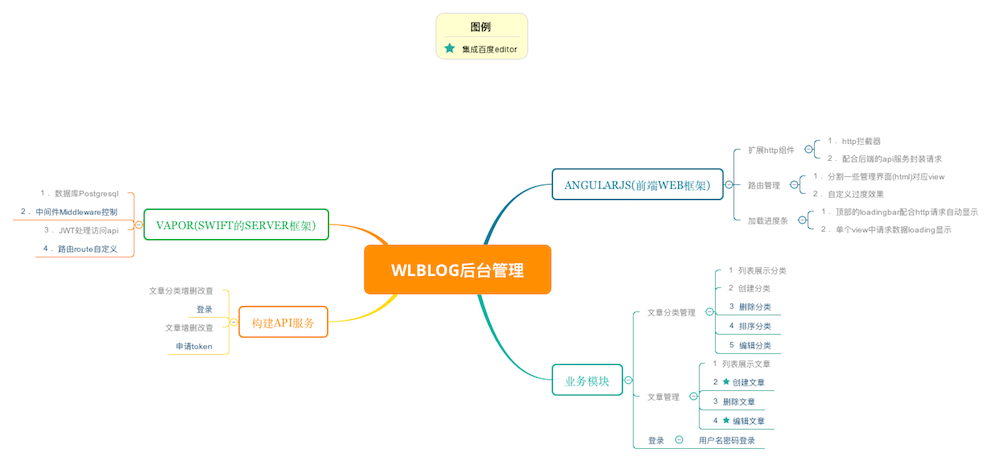 图例
集成百度editor
WLBLOG后台管理
ANGULARJS(前端WEB框架)
扩展http组件
1 . http拦截器
2 . 配合后端的api服务封装请求
路由管理
1 . 分割一些管理界面(html)对应view
2 . 自定义过度效果
加载进度条
1 . 顶部的loadingbar配合http请求自动显示
2 . 单个view中请求数据loading显示
业务模块
文章分类管理
1 列表展示分类
2 创建分类
3 删除分类
4 排序分类
5 编辑分类
文章管理
1 列表展示文章
2 创建文章
3 删除文章
4 编辑文章
登录
用户名密码登录
VAPOR(SWIFT的SERVER框架)
1 . 数据库Postgresql
2 . 中间件Middleware控制
3 . JWT处理访问api
4 . 路由route自定义
构建API服务
文章分类增删改查
登录
文章增删改查
申请token